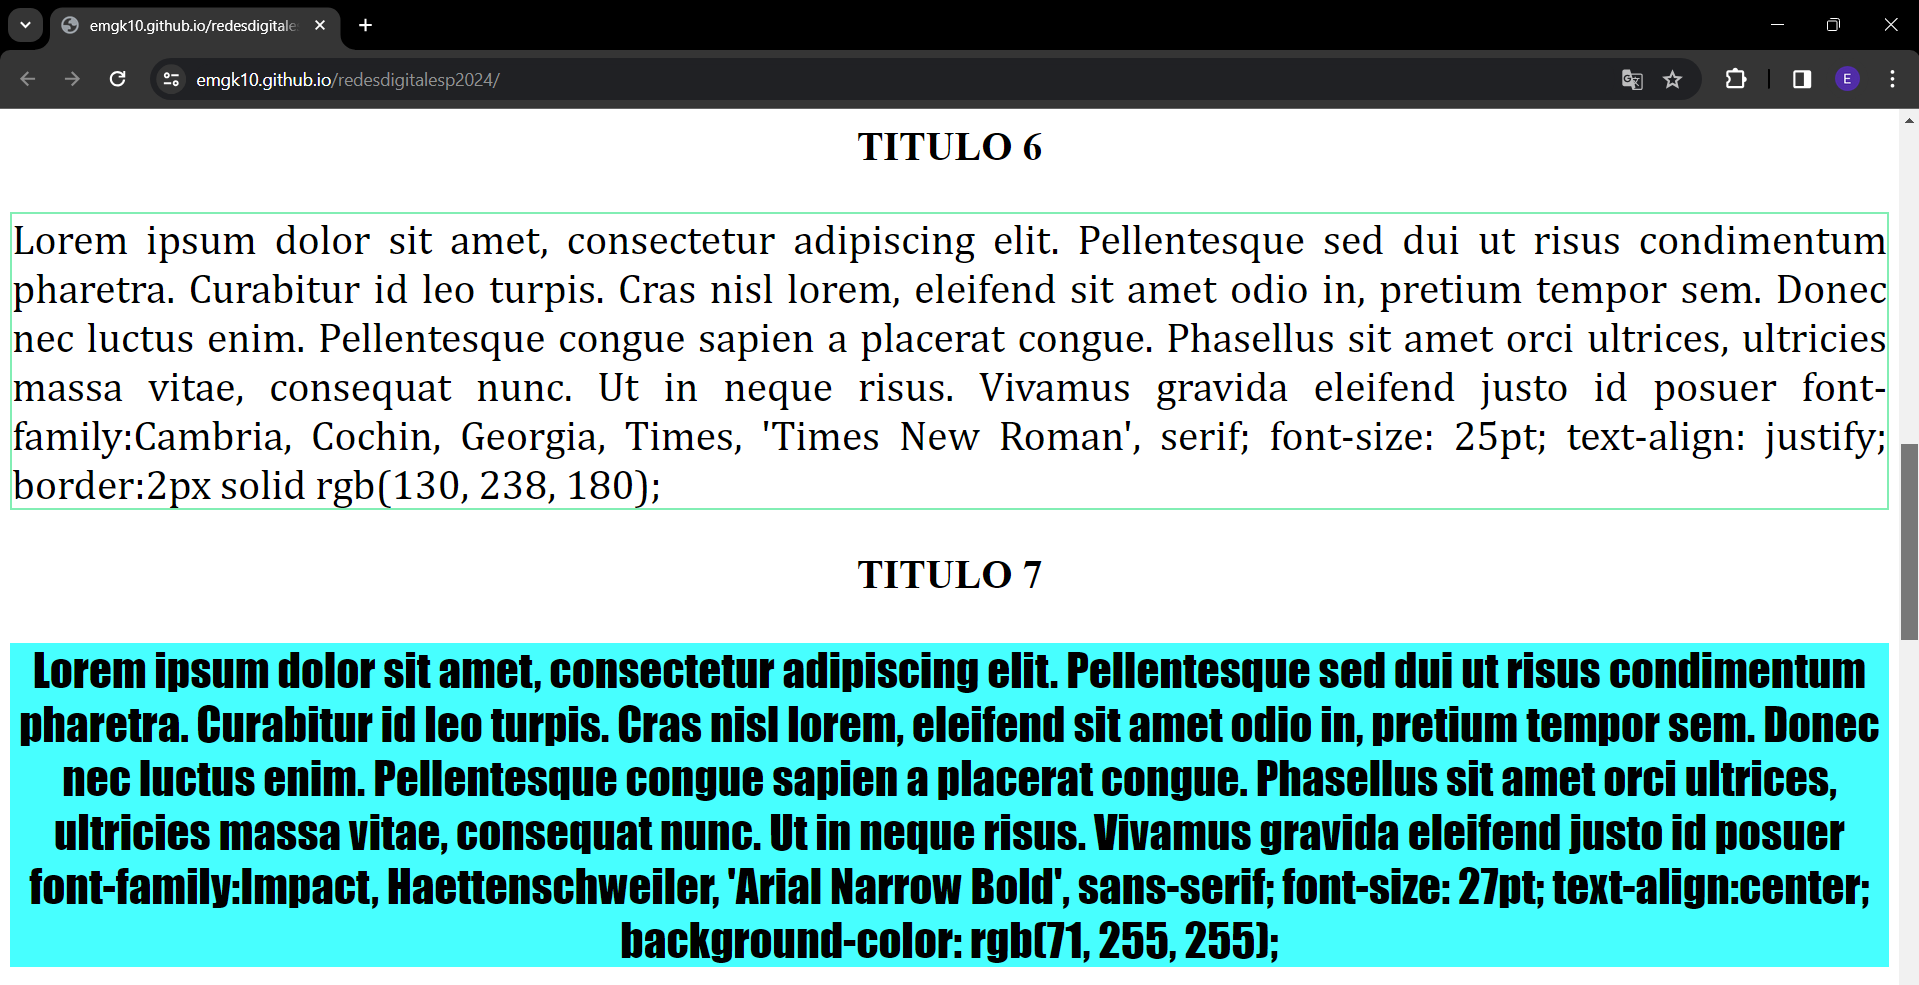 emgk10.github.io/redesdigitales
emgk10.github.io/redesdigitalesp2024/
E
TITULO 6
Lorem ipsum dolor sit amet, consectetur adipiscing elit. Pellentesque sed dui ut risus condimentum
pharetra. Curabitur id leo turpis. Cras nisl lorem, eleifend sit amet odio in, pretium tempor sem. Donec
nec luctus enim. Pellentesque congue sapien a placerat congue. Phasellus sit amet orci ultrices, ultricies
massa vitae, consequat nunc. Ut in neque risus. Vivamus gravida eleifend justo id posuer font-
family:Cambria, Cochin, Georgia, Times, 'Times New Roman', serif; font-size: 25pt; text-align: justify;
border:2px solid rgb(130, 238, 180);
TITULO 7
Lorem ipsum dolor sit amet, consectetur adipiscing elit. Pellentesque sed dui ut risus condimentum
pharetra. Curabitur id leo turpis. Cras nisl lorem, eleifend sit amet odio in, pretium tempor sem. Donec
nec luctus enim. Pellentesque congue sapien a placerat congue. Phasellus sit amet orci ultrices,
ultricies massa vitae, consequat nunc. Ut in neque risus. Vivamus gravida eleifend justo id posuer
font-family:Impact, Haettenschweiler, 'Arial Narrow Bold', sans-serif; font-size: 27pt; text-align:center;
background-color: rgb(71, 255, 255);